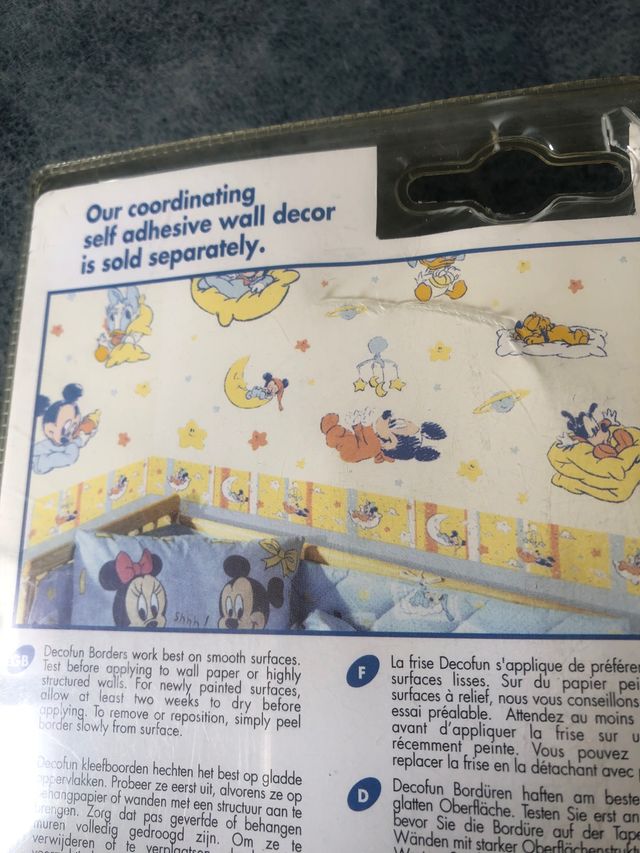 Our coordinating
self adhesive wall decor
is sold separately.
shhh!
GB
Decofun Borders work best on smooth surfaces.
Test before applying to wall paper or highly
structured walls. For newly painted surfaces,
allow at least two weeks to dry before
applying. To remove or reposition, simply peel
border slowly from surface.
Decofun kleefboorden hechten het best op gladde
oppervlakken. Probeer ze eerst uit, alvorens ze op
behangpapier of wanden met een structuur aan te
brengen. Zorg dat pas geverfde of behangen
muren volledig gedroogd zijn. Om ze te
verwijderen of te verplaatsen
F
La frise Decofun s'applique de
surfaces lisses. Sur du papier
surfaces à relief, nous vous conseillons
essai préalable. Attendez au moins
avant d'appliquer la frise sur
récemment peinte. Vous pouvez
replacer la frise en la détachant avec
D
Decofun Bordüren haften am
glatten Oberfläche. Testen Sie erst
bevor Sie die Bordüre auf der
Wänden mit starker